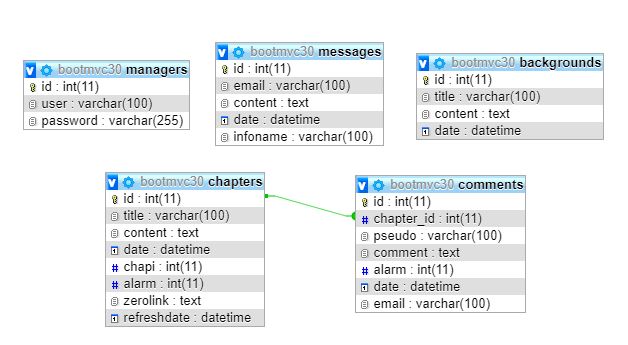 bootmvc30 managers
id : int(11)
user : varchar(100)
password : varchar(255)
bootmvc30 messages
id : int(11)
email : varchar(100)
content : text
date : datetime
infoname : varchar(100)
bootmvc30 backgrounds
id : int(11)
title : varchar(100)
content : text
date : datetime
bootmvc30 chapters
id : int(11)
title : varchar(100)
content : text
date : datetime
chapi : int(11)
alarm : int(11)
zerolink : text
refreshdate : datetime
bootmvc30 comments
id : int(11)
chapter_id : int(11)
pseudo : varchar(100)
comment : text
alarm : int(11)
date : datetime
email : varchar(100)